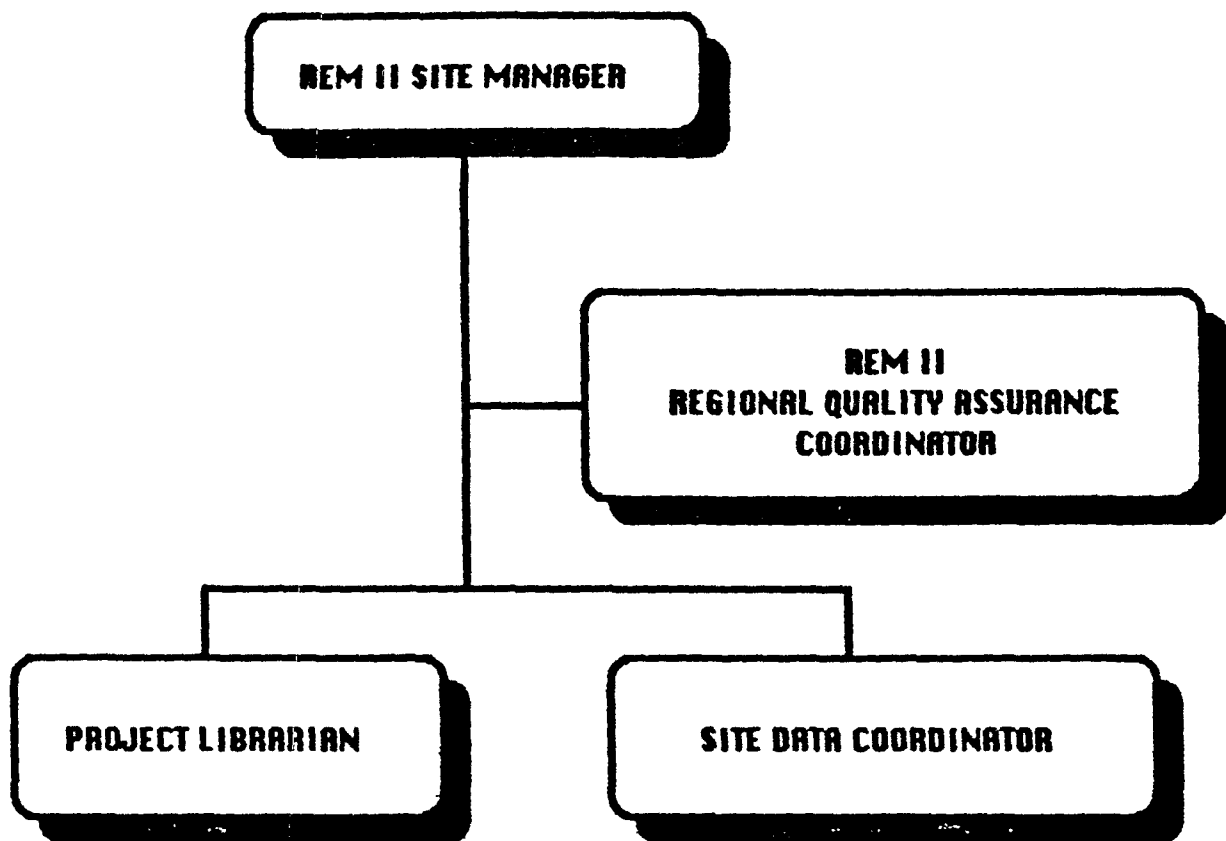 REM II SITE MANAGER
REM II
REGIONAL QUALITY ASSURANCE
COORDINATOR
PROJECT LIBRARIAN
SITE DATA COORDINATOR